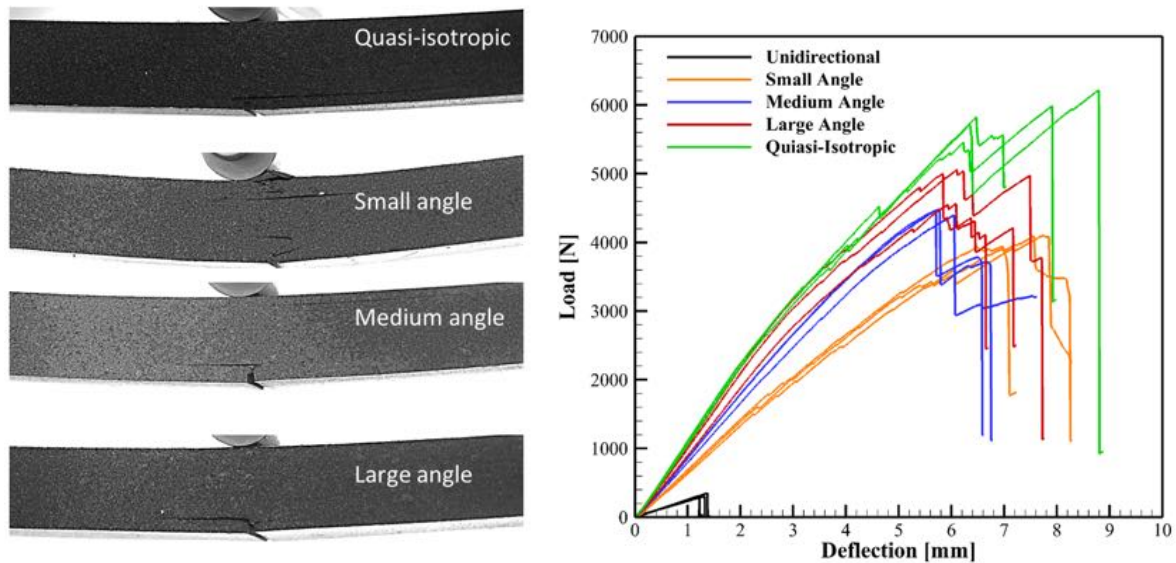 Quasi-isotropic
Small angle
Medium angle
Large angle
7000
6000
5000
4000
3000
2000
1000
0
Load [N]
Unidirectional
Small Angle
Medium Angle
Large Angle
Quiasi-Isotropic
0 1 2 3 4 5 6 7 8 9 10
Deflection [mm]